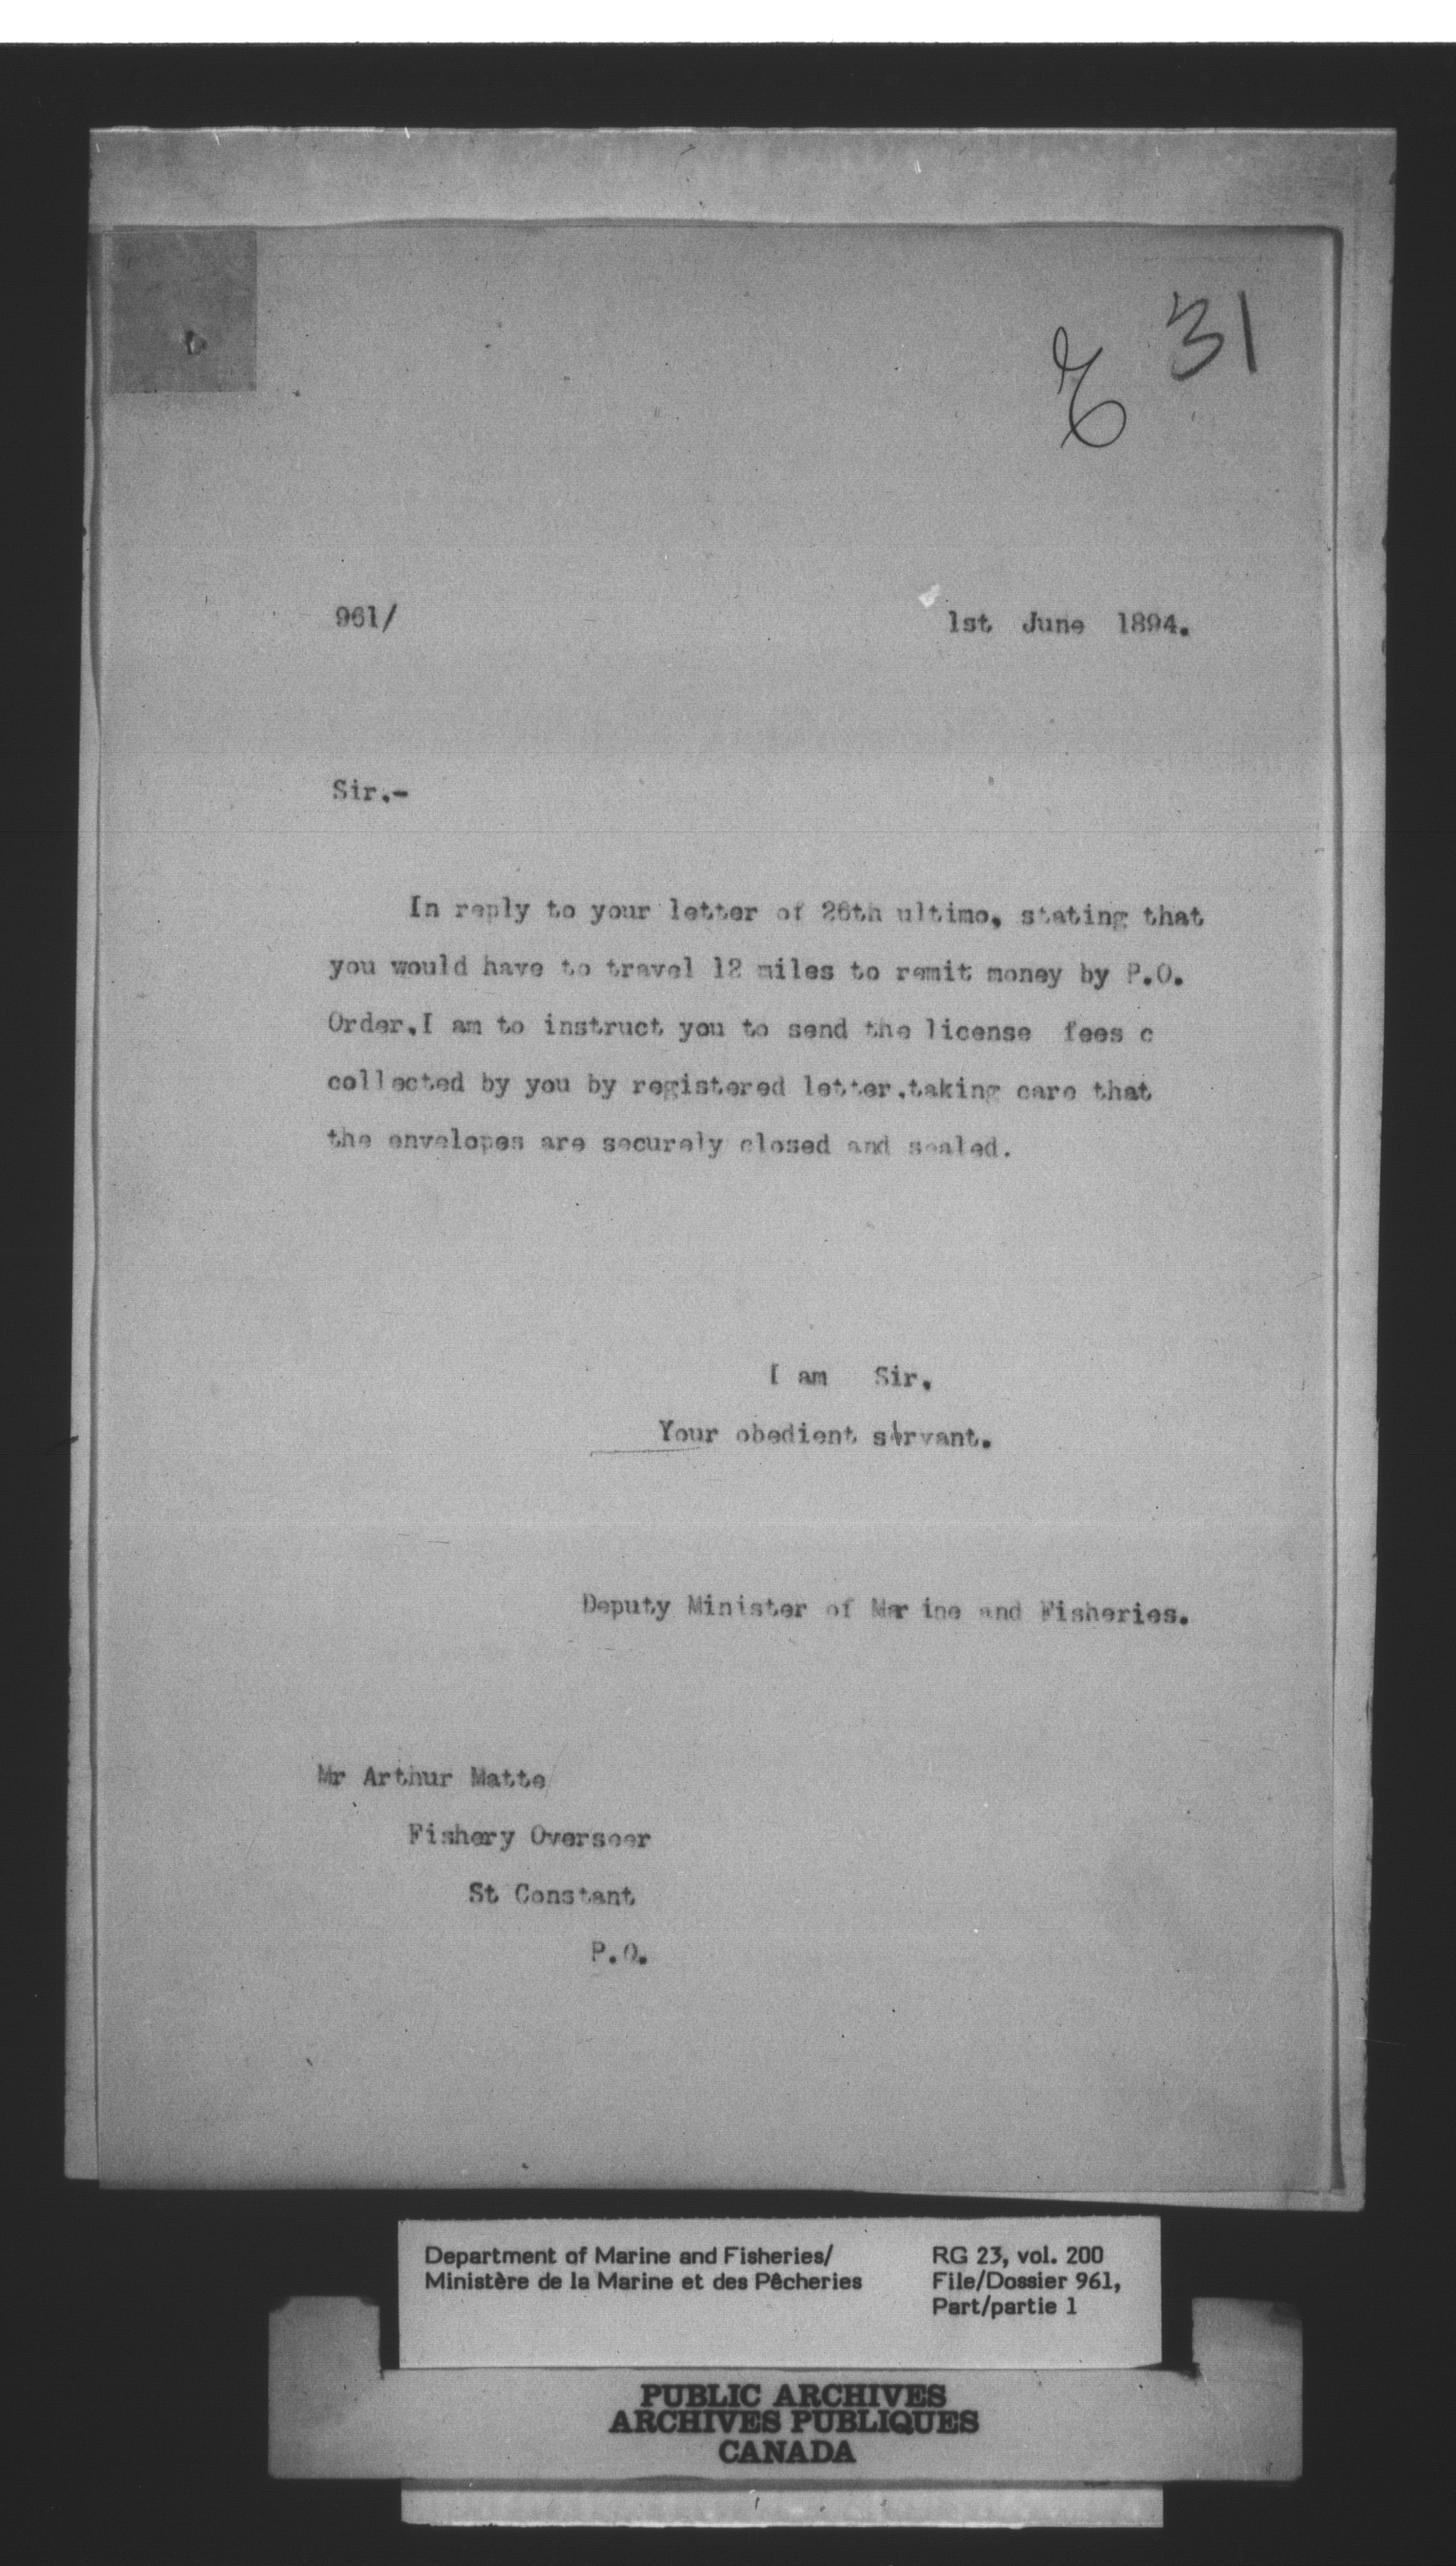 31
961/ 1st June 1894.
Sir.-
In reply to your letter of 26th ultimo, stating that
you would have to travel 12 miles to remit money by P.O.
Order.I am to instruct you to send the license fees c
collected by you by registered letter.taking care that
the envelopes are securely closed and sealed.
I am Sir.
Your obedient servant.
Deputy Minister of Mar ine and Fisheries.
Mr Arthur Matte
Fishery Overseer
St Constant
P.Q.
Department of Marine and Fisheries/
Ministère de la Marine et des Pêcheries
RG 23, vol. 200
File/Dossier 961,
Part/partie 1
PUBLIC ARCHIVES
ARCHIVES PUBLIQUES
CANADA